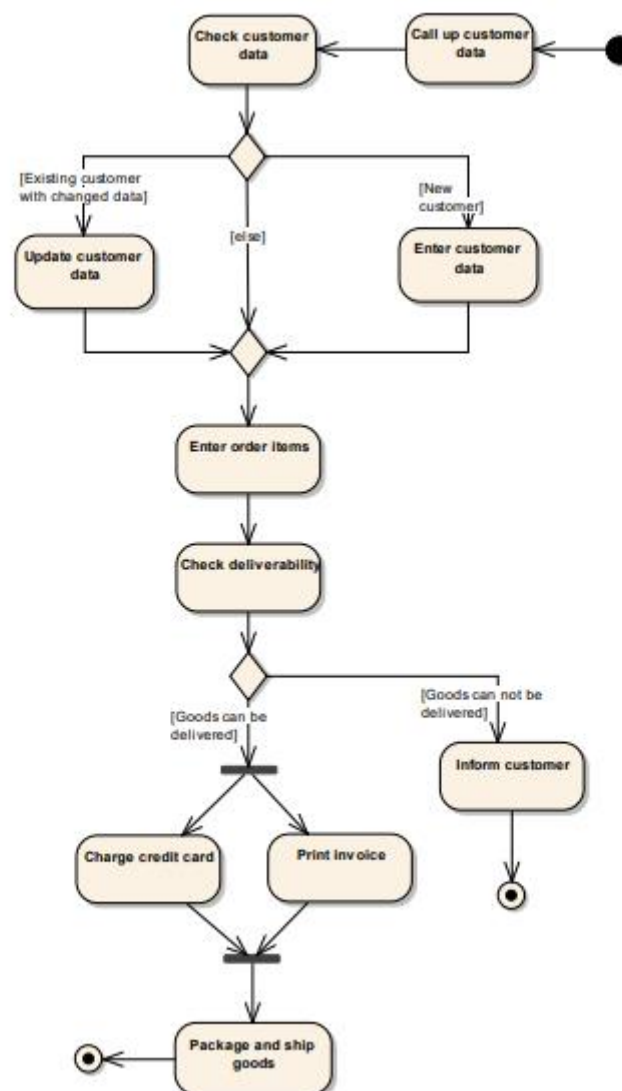 Check customer
data
Call up customer
data
[Existing customer
with changed data]
[else]
[New
customer]
Update customer
data
Enter customer
data
Enter order items
Check deliverability
[Goods can be
delivered]
[Goods can not be
delivered]
Inform customer
Charge credit card
Print invoice
Package and ship
goods